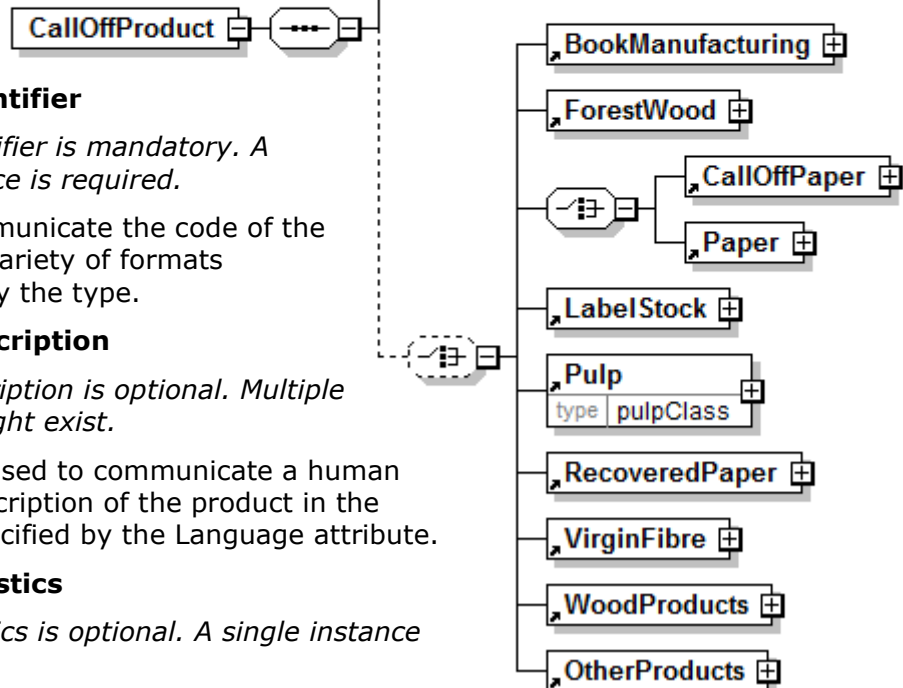 CallOffProduct
ntifier
ifier is mandatory. A
ce is required.
municate the code of the
ariety of formats
y the type.
cription
iption is optional. Multiple
ght exist.
sed to communicate a human
cription of the product in the
cified by the Language attribute.
stics
ics is optional. A single instance
BookManufacturing
ForestWood
CallOffPaper
Paper
LabelStock
Pulp
type pulpClass
RecoveredPaper
VirginFibre
WoodProducts
OtherProducts